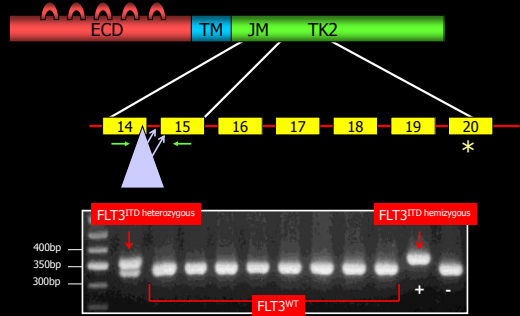 ECD TM JM TK2
14 15 16 17 18 19 20
*
FLT3ITD heterozygous FLT3ITD hemizygous
400bp
350bp
300bp
+ -
FLT3WT